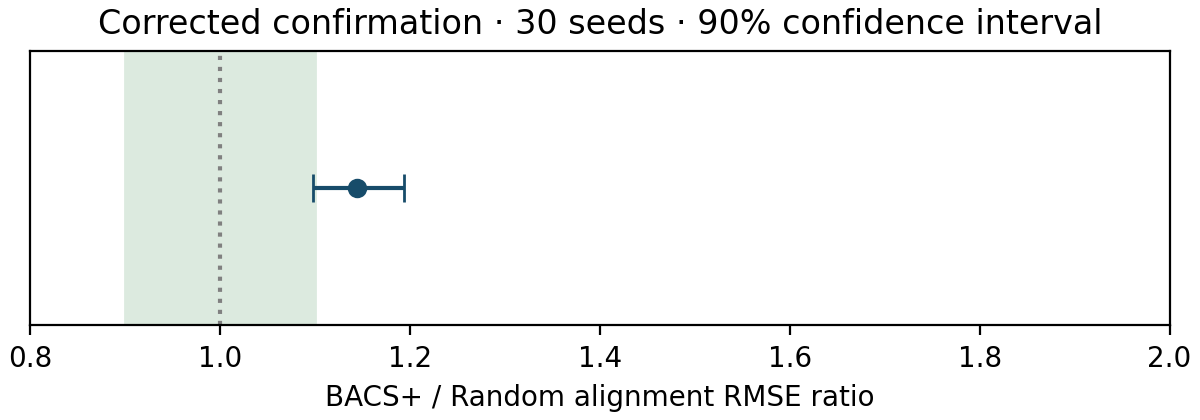 Corrected confirmation · 30 seeds · 90% confidence interval
0.8 1.0 1.2 1.4 1.6 1.8 2.0
BACS+ / Random alignment RMSE ratio